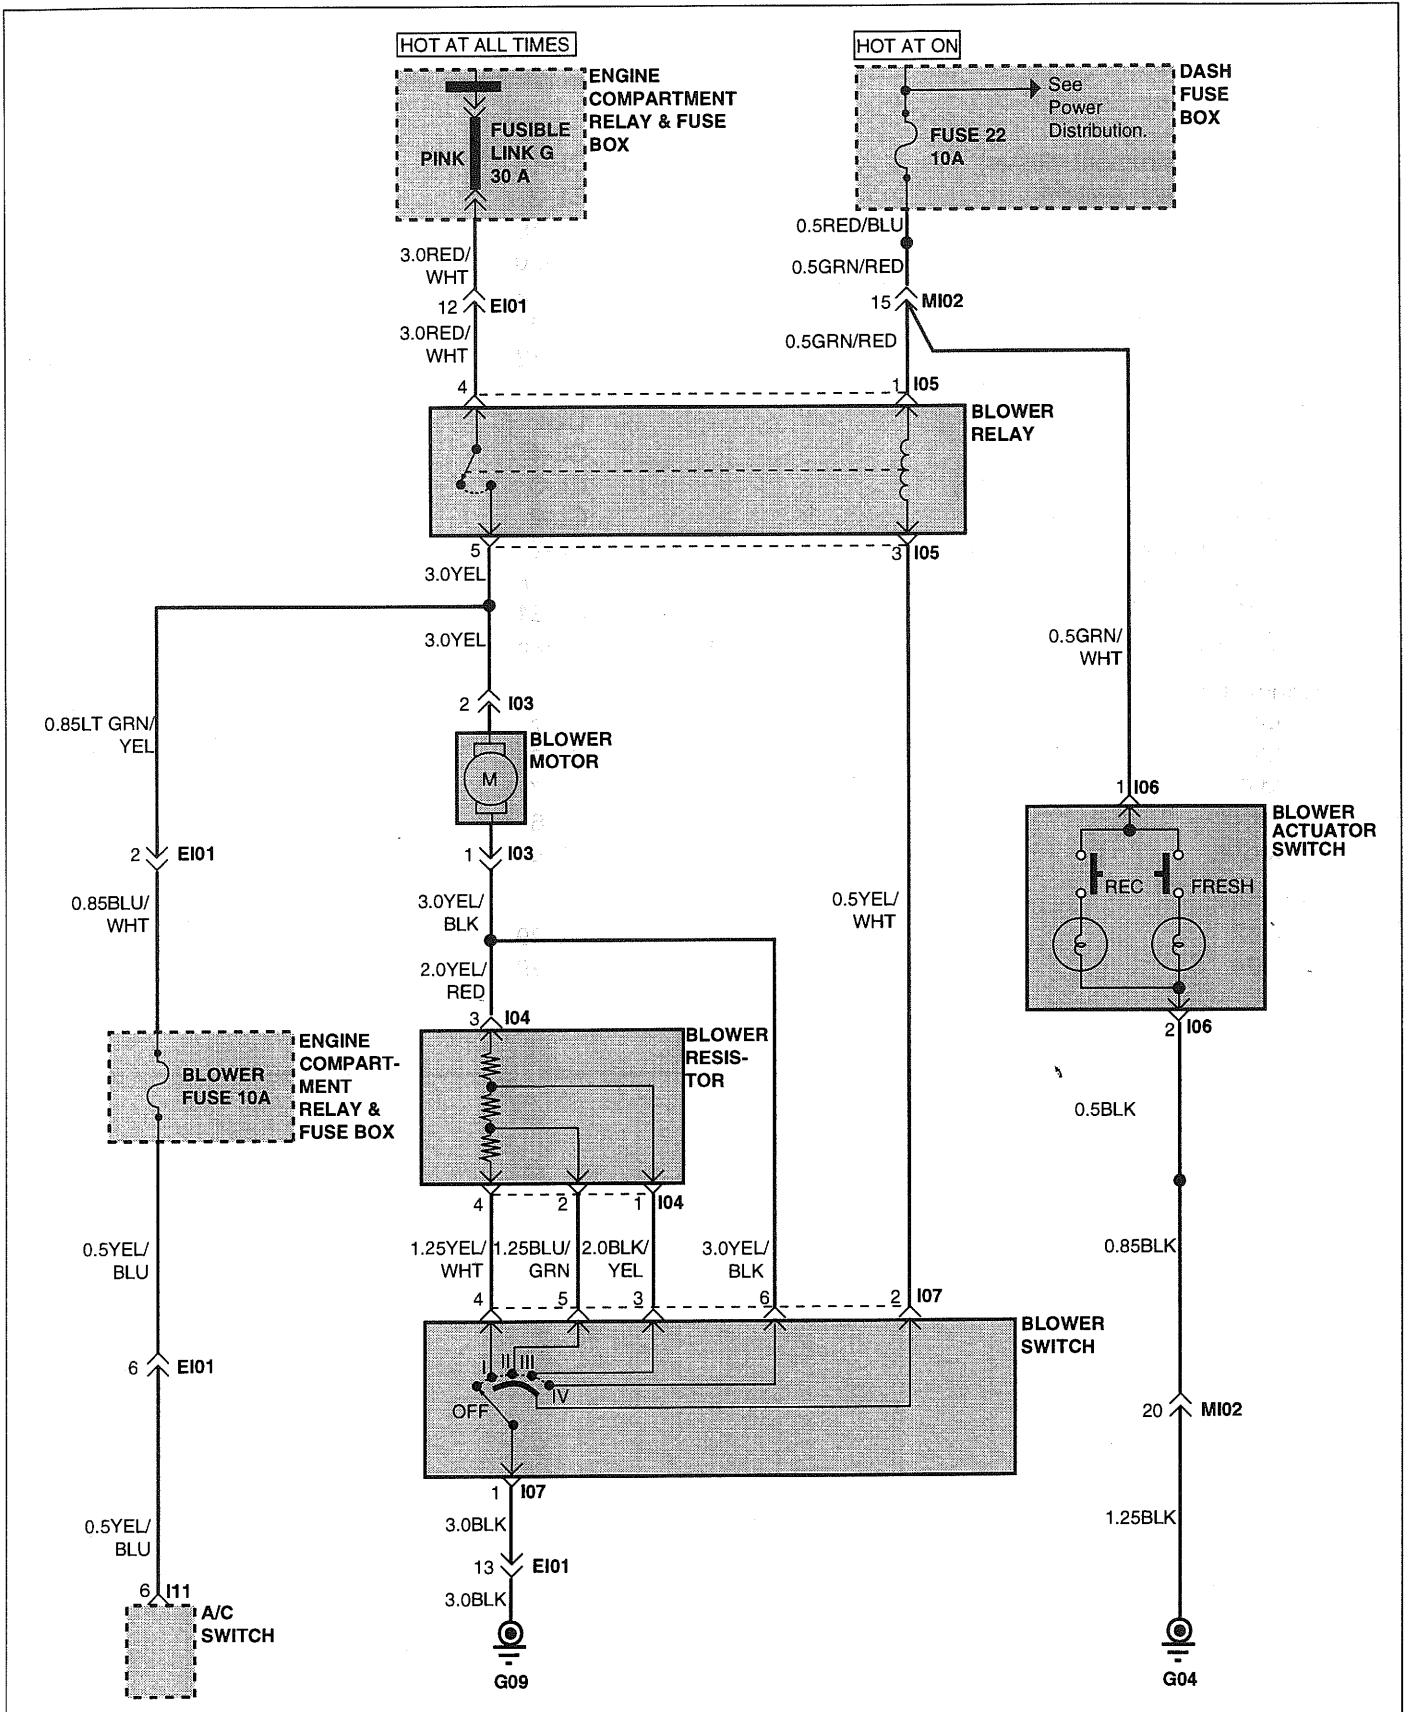 HOT AT ALL TIMES
HOT AT ON
ENGINE
COMPARTMENT
RELAY & FUSE
BOX
PINK
FUSIBLE
LINK G
30 A
DASH
FUSE
BOX
See
Power
Distribution.
FUSE 22
10A
3.0RED/
WHT
12 EI01
3.0RED/
WHT
0.5RED/BLU
0.5GRN/RED
15 MI02
0.5GRN/RED
4
1 I05
BLOWER
RELAY
5
3 I05
3.0YEL
3.0YEL
0.5GRN/
WHT
2 I03
0.85LT GRN/
YEL
BLOWER
MOTOR
M
1 I06
BLOWER
ACTUATOR
SWITCH
REC
FRESH
2 EI01
1 I03
0.85BLU/
WHT
3.0YEL/
BLK
0.5YEL/
WHT
2.0YEL/
RED
3 I04
2 I06
BLOWER
FUSE 10A
ENGINE
COMPART-
MENT
RELAY &
FUSE BOX
BLOWER
RESIS-
TOR
0.5BLK
4
2
1 I04
0.5YEL/
BLU
1.25YEL/
WHT
1.25BLU/
GRN
2.0BLK/
YEL
3.0YEL/
BLK
0.85BLK
4
5
3
6
2 I07
BLOWER
SWITCH
6 EI01
I
II
III
IV
OFF
20 MI02
1 I07
0.5YEL/
BLU
3.0BLK
1.25BLK
13 EI01
3.0BLK
6 I11
A/C
SWITCH
G09
G04